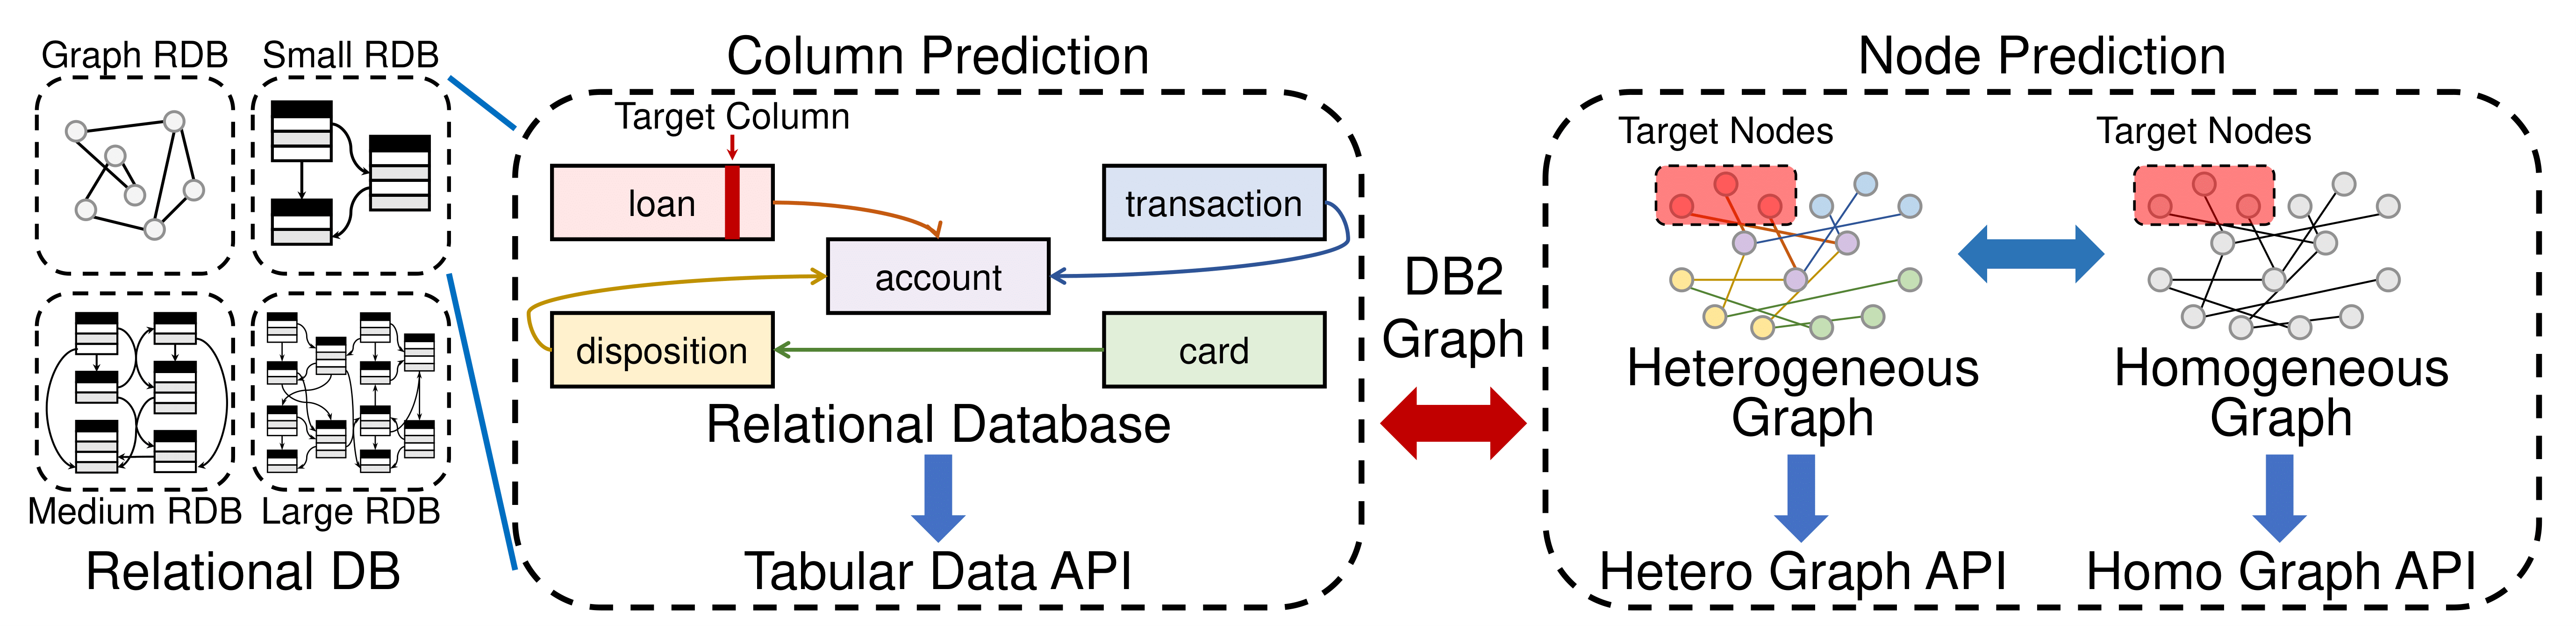 Graph RDB
Small RDB
Medium RDB
Large RDB
Relational DB
Column Prediction
Target Column
loan
transaction
account
disposition
card
Relational Database
Tabular Data API
DB2
Graph
Node Prediction
Target Nodes
Target Nodes
Heterogeneous
Graph
Homogeneous
Graph
Hetero Graph API
Homo Graph API